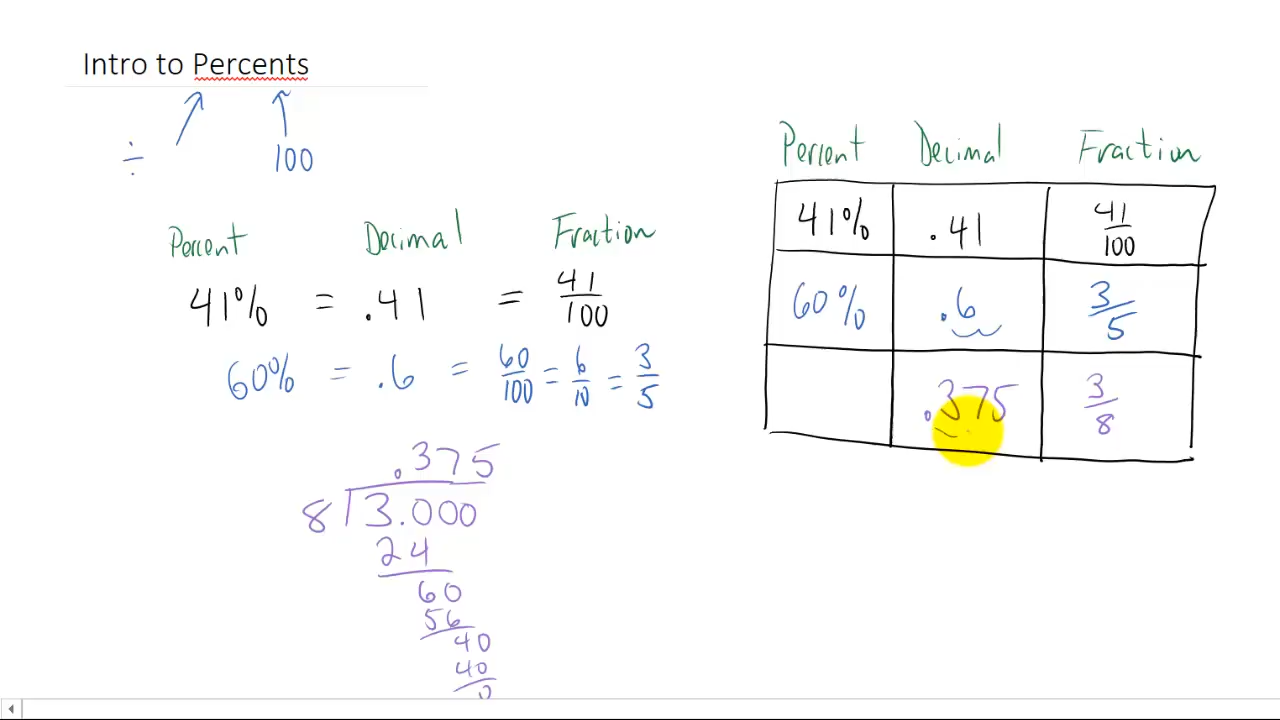 Intro to Percents
÷ 100
Percent Decimal Fraction
41% = .41 = 41/100
60% = .6 = 60/100 = 6/10 = 3/5
.375
8 3.000
24
60
56
40
40
0
Percent Decimal Fraction
41% .41 41/100
60% .6 3/5
.375 3/8